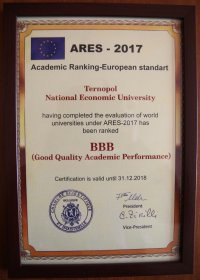 ARES - 2017
Academic Ranking-European standart
Ternopol
National Economic University
having completed the evaluation of world
universities under ARES-2017 has
been ranked
BBB
(Good Quality Academic Performance)
Certification is valid until 31.12.2018
President
Vice-President